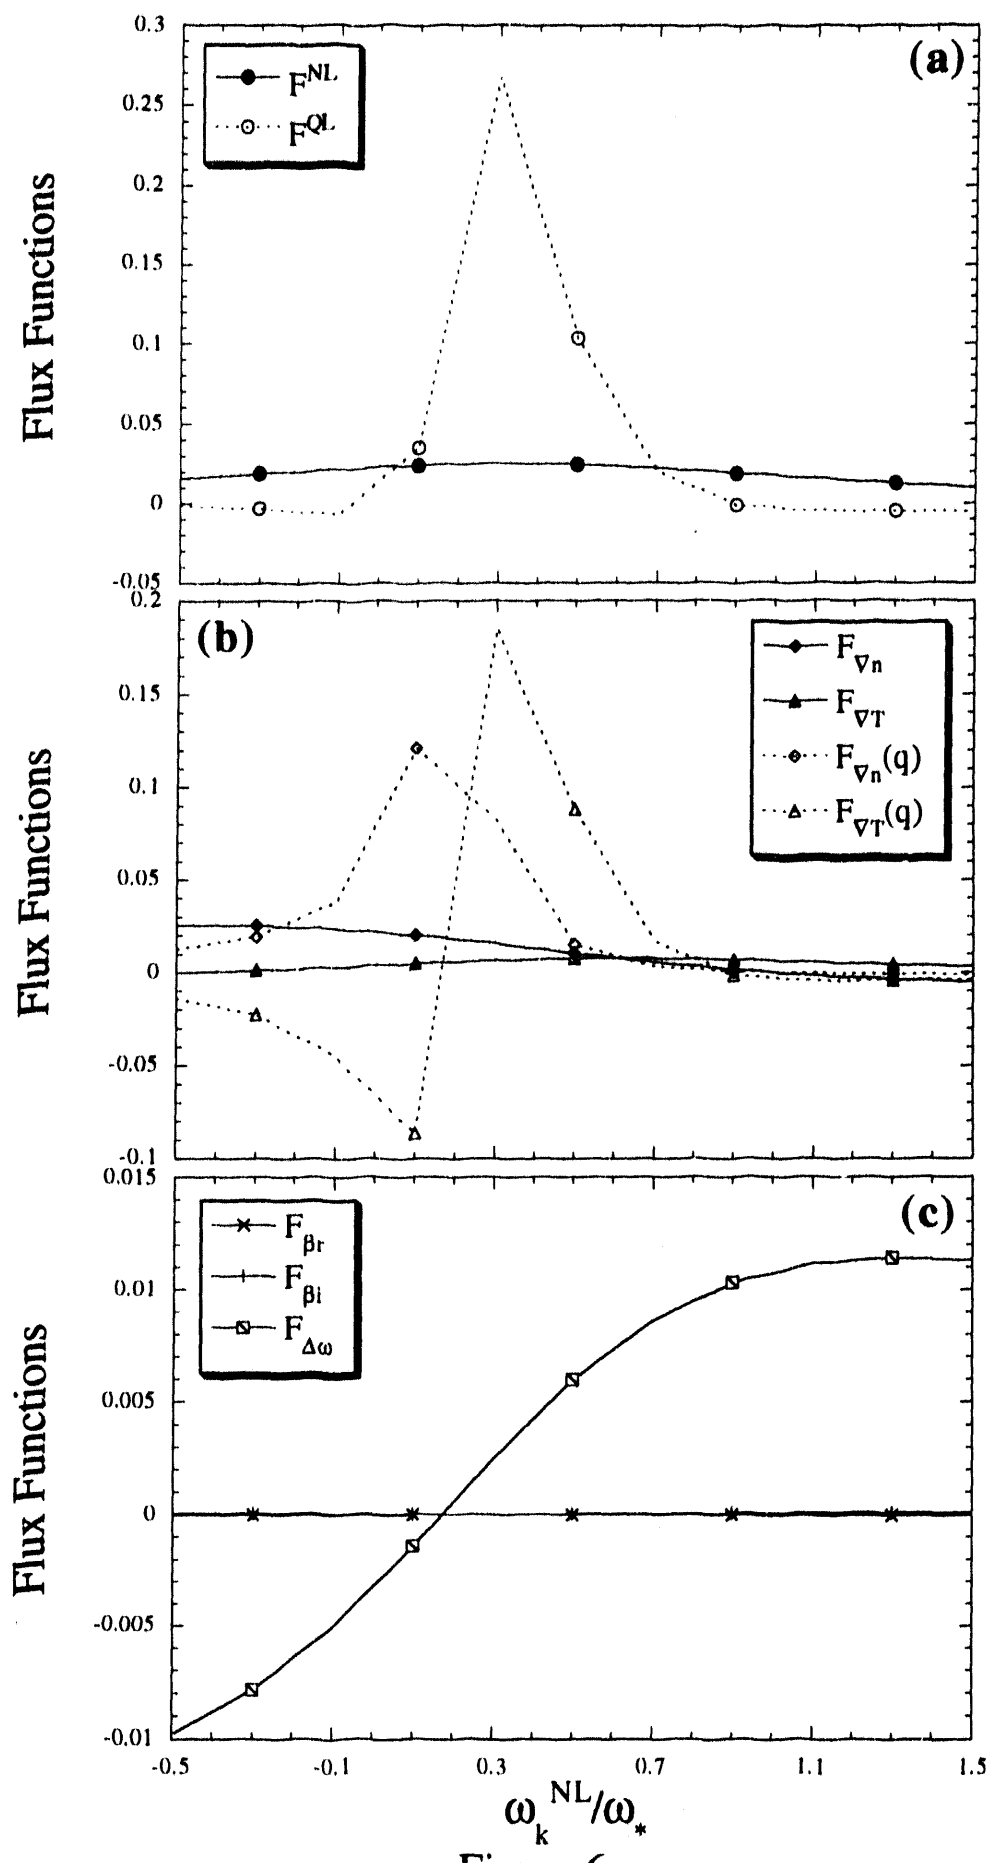 0.3
(a)
F^NL
F^QL
0.25
0.2
0.15
0.1
0.05
0
-0.05
Flux Functions
0.2
(b)
F_∇n
F_∇T
F_∇n(q)
F_∇T(q)
0.15
0.1
0.05
0
-0.05
-0.1
Flux Functions
0.015
(c)
F_βr
F_βi
F_Δω
0.01
0.005
0
-0.005
-0.01
Flux Functions
-0.5 -0.1 0.3 0.7 1.1 1.5
ω_k^NL/ω_*